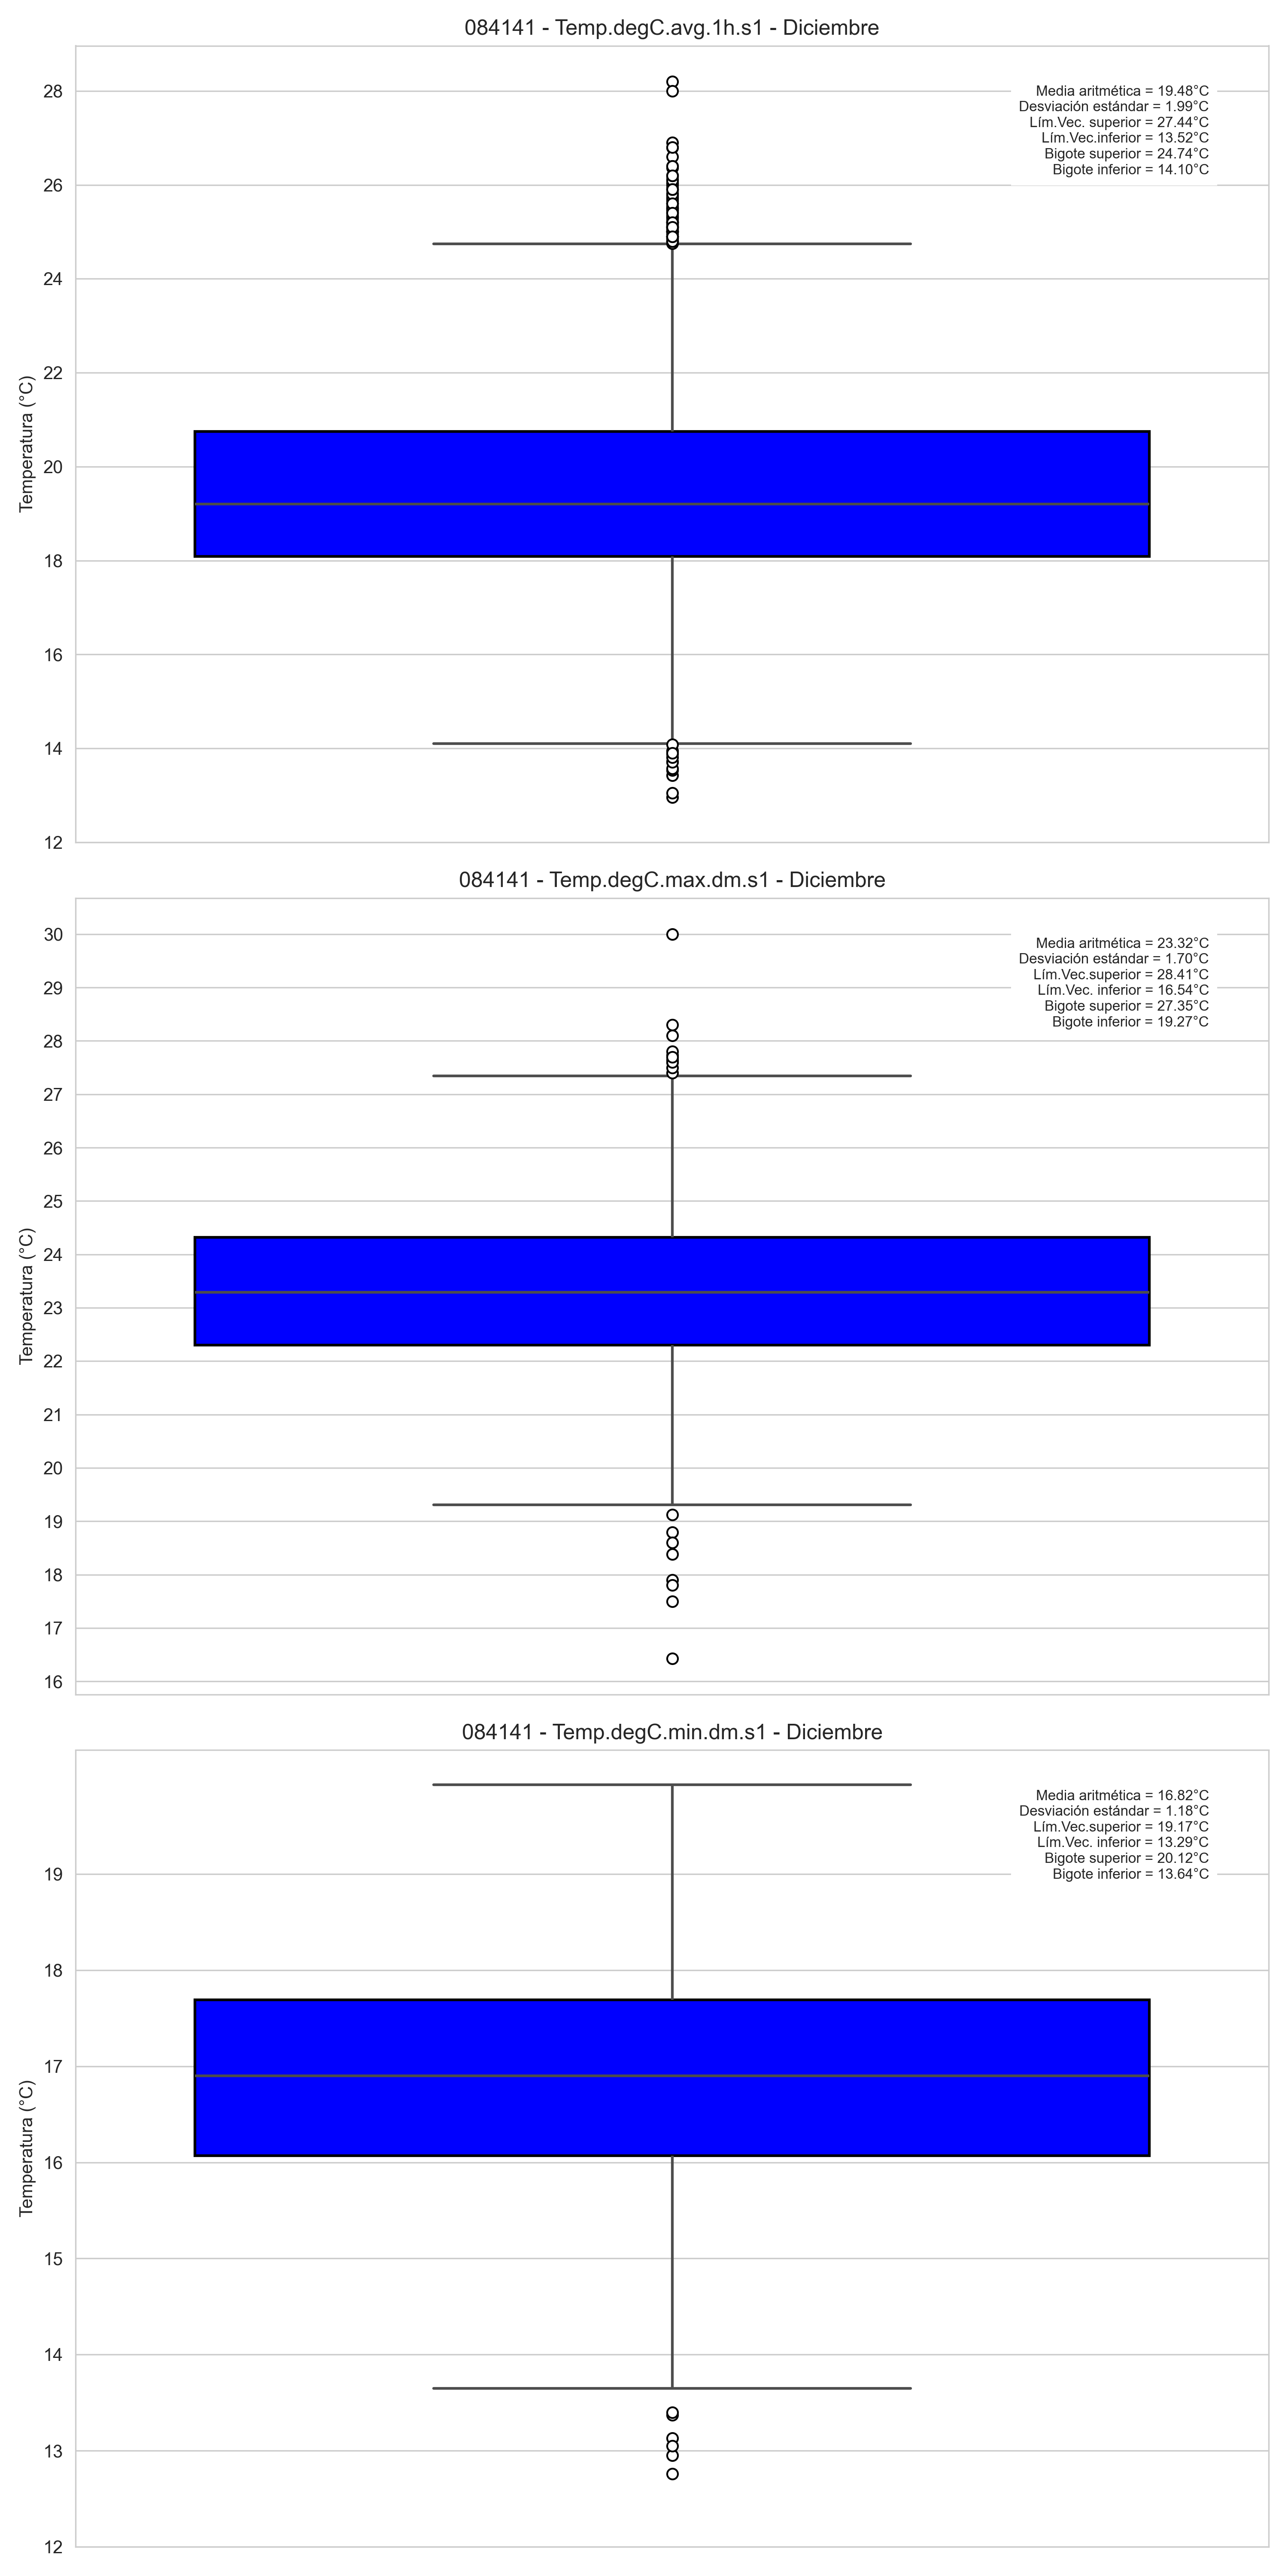 084141 - Temp.degC.avg.1h.s1 - Diciembre
28
26
24
22
20
18
16
14
12
Temperatura (°C)
Media aritmética = 19.48°C
Desviación estándar = 1.99°C
Lím.Vec. superior = 27.44°C
Lím.Vec.inferior = 13.52°C
Bigote superior = 24.74°C
Bigote inferior = 14.10°C
084141 - Temp.degC.max.dm.s1 - Diciembre
30
29
28
27
26
25
24
23
22
21
20
19
18
17
16
Temperatura (°C)
Media aritmética = 23.32°C
Desviación estándar = 1.70°C
Lím.Vec.superior = 28.41°C
Lím.Vec. inferior = 16.54°C
Bigote superior = 27.35°C
Bigote inferior = 19.27°C
084141 - Temp.degC.min.dm.s1 - Diciembre
19
18
17
16
15
14
13
12
Temperatura (°C)
Media aritmética = 16.82°C
Desviación estándar = 1.18°C
Lím.Vec.superior = 19.17°C
Lím.Vec. inferior = 13.29°C
Bigote superior = 20.12°C
Bigote inferior = 13.64°C